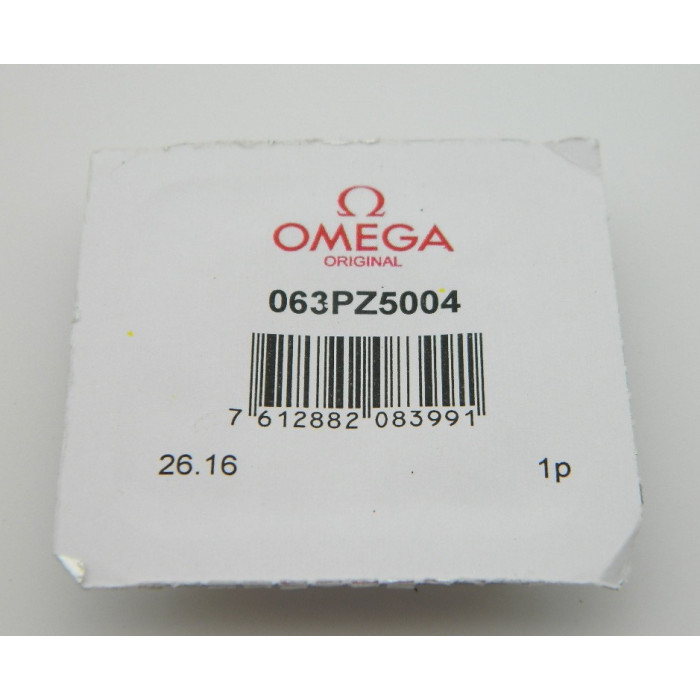 Ω
OMEGA
ORIGINAL
063PZ5004
7 612882 083991
26.16 1p